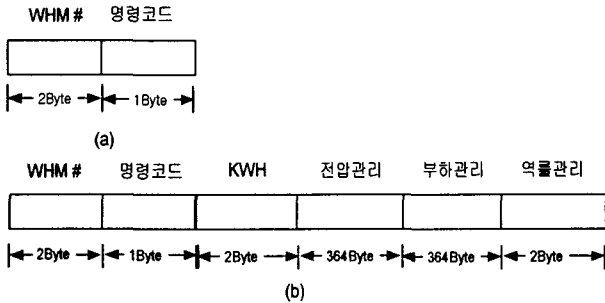 WHM # 명령코드
2Byte 1Byte
(a)
WHM # 명령코드 KWH 전압관리 부하관리 역률관리
2Byte 1Byte 2Byte 364Byte 364Byte 2Byte
(b)